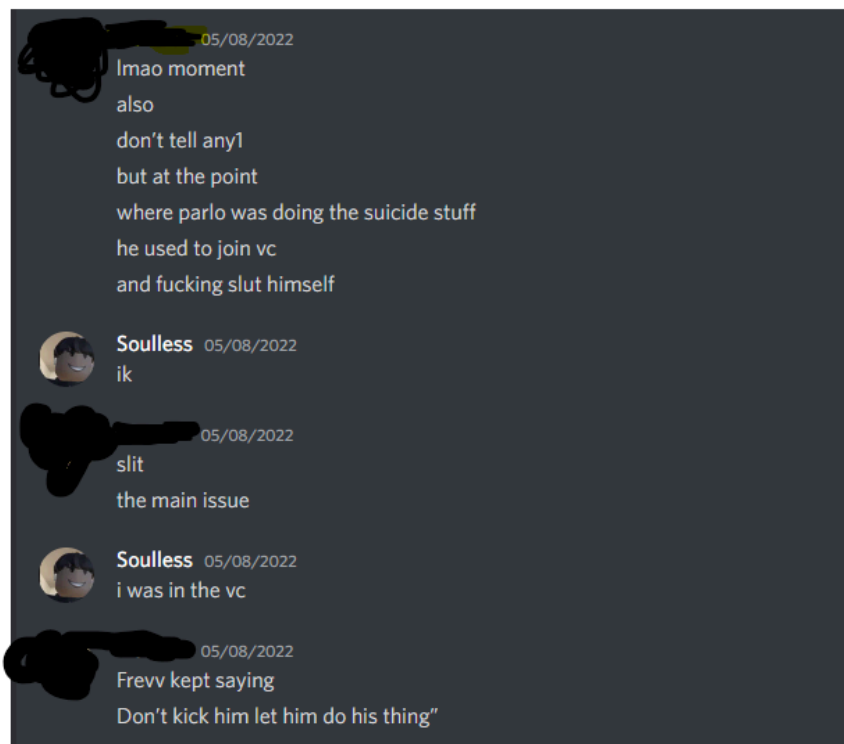 05/08/2022
lmao moment
also
don't tell any1
but at the point
where parlo was doing the suicide stuff
he used to join vc
and fucking slut himself
Soulless 05/08/2022
ik
05/08/2022
slit
the main issue
Soulless 05/08/2022
i was in the vc
05/08/2022
Frevv kept saying
Don't kick him let him do his thing”